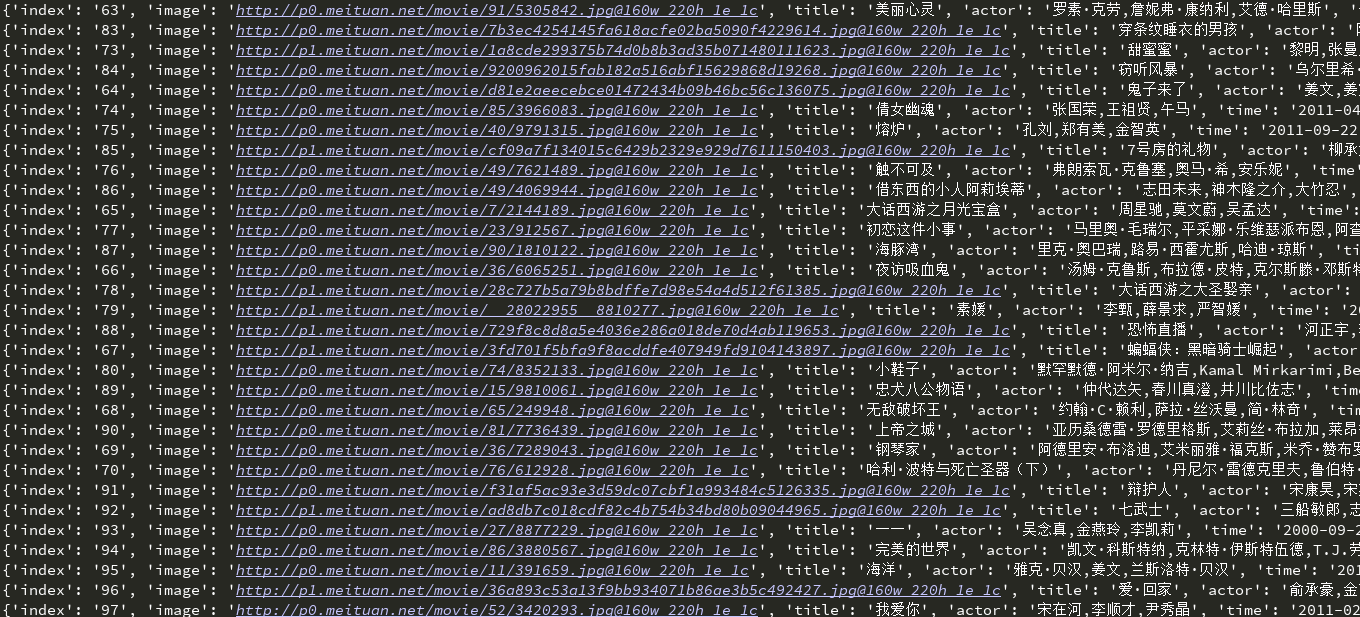 {'index': '63', 'image': 'http://p0.meituan.net/movie/91/5305842.jpg@160w_220h_1e_1c', 'title': '美丽心灵', 'actor': '罗素·克劳,詹妮弗·康纳利,艾德·哈里斯', '
{'index': '83', 'image': 'http://p0.meituan.net/movie/7b3ec4254145fa618acfe02ba5090f4229614.jpg@160w_220h_1e_1c', 'title': '穿条纹睡衣的男孩', 'actor': '
{'index': '73', 'image': 'http://p1.meituan.net/movie/1a8cde299375b74d0b8b3ad35b071480111623.jpg@160w_220h_1e_1c', 'title': '甜蜜蜜', 'actor': '黎明,张曼
{'index': '84', 'image': 'http://p0.meituan.net/movie/9200962015fab182a516abf15629868d19268.jpg@160w_220h_1e_1c', 'title': '窃听风暴', 'actor': '乌尔里希·
{'index': '64', 'image': 'http://p0.meituan.net/movie/d81e2aeecebce01472434b09b46bc56c136075.jpg@160w_220h_1e_1c', 'title': '鬼子来了', 'actor': '姜文,姜
{'index': '74', 'image': 'http://p0.meituan.net/movie/85/3966083.jpg@160w_220h_1e_1c', 'title': '倩女幽魂', 'actor': '张国荣,王祖贤,午马', 'time': '2011-04
{'index': '75', 'image': 'http://p0.meituan.net/movie/40/9791315.jpg@160w_220h_1e_1c', 'title': '熔炉', 'actor': '孔刘,郑有美,金智英', 'time': '2011-09-22
{'index': '85', 'image': 'http://p1.meituan.net/movie/cf09a7f134015c6429b2329e929d7611150403.jpg@160w_220h_1e_1c', 'title': '7号房的礼物', 'actor': '柳承
{'index': '76', 'image': 'http://p0.meituan.net/movie/49/7621489.jpg@160w_220h_1e_1c', 'title': '触不可及', 'actor': '弗朗索瓦·克鲁塞,奥马·希,安乐妮', 'time
{'index': '86', 'image': 'http://p0.meituan.net/movie/49/4069944.jpg@160w_220h_1e_1c', 'title': '借东西的小人阿莉埃蒂', 'actor': '志田未来,神木隆之介,大竹忍',
{'index': '65', 'image': 'http://p0.meituan.net/movie/7/2144189.jpg@160w_220h_1e_1c', 'title': '大话西游之月光宝盒', 'actor': '周星驰,莫文蔚,吴孟达', 'time':
{'index': '77', 'image': 'http://p0.meituan.net/movie/23/912567.jpg@160w_220h_1e_1c', 'title': '初恋这件小事', 'actor': '马里奥·毛瑞尔,平采娜·乐维瑟派布恩,阿查
{'index': '87', 'image': 'http://p0.meituan.net/movie/90/1810122.jpg@160w_220h_1e_1c', 'title': '海豚湾', 'actor': '里克·奥巴瑞,路易·西霍尤斯,哈迪·琼斯', 'ti
{'index': '66', 'image': 'http://p0.meituan.net/movie/36/6065251.jpg@160w_220h_1e_1c', 'title': '夜访吸血鬼', 'actor': '汤姆·克鲁斯,布拉德·皮特,克尔斯滕·邓斯特
{'index': '78', 'image': 'http://p1.meituan.net/movie/28c727b5a79b8bdffe7d98e54a4d512f61385.jpg@160w_220h_1e_1c', 'title': '大话西游之大圣娶亲', 'actor':
{'index': '79', 'image': 'http://p1.meituan.net/movie/__28022955__8810277.jpg@160w_220h_1e_1c', 'title': '素媛', 'actor': '李甄,薛景求,严智媛', 'time': '20
{'index': '88', 'image': 'http://p1.meituan.net/movie/729f8c8d8a5e4036e286a018de70d4ab119653.jpg@160w_220h_1e_1c', 'title': '恐怖直播', 'actor': '河正宇,
{'index': '67', 'image': 'http://p1.meituan.net/movie/3fd701f5bfa9f8acddfe407949fd9104143897.jpg@160w_220h_1e_1c', 'title': '蝙蝠侠：黑暗骑士崛起', 'actor
{'index': '80', 'image': 'http://p0.meituan.net/movie/74/8352133.jpg@160w_220h_1e_1c', 'title': '小鞋子', 'actor': '默罕默德·阿米尔·纳吉,Kamal Mirkarimi,Be
{'index': '89', 'image': 'http://p0.meituan.net/movie/15/9810061.jpg@160w_220h_1e_1c', 'title': '忠犬八公物语', 'actor': '仲代达矢,春川真澄,井川比佐志', 'time
{'index': '68', 'image': 'http://p0.meituan.net/movie/65/249948.jpg@160w_220h_1e_1c', 'title': '无敌破坏王', 'actor': '约翰·C·赖利,萨拉·丝沃曼,简·林奇', 'time
{'index': '90', 'image': 'http://p0.meituan.net/movie/81/7736439.jpg@160w_220h_1e_1c', 'title': '上帝之城', 'actor': '亚历桑德雷·罗德里格斯,艾莉丝·布拉加,莱昂
{'index': '69', 'image': 'http://p0.meituan.net/movie/36/7289043.jpg@160w_220h_1e_1c', 'title': '钢琴家', 'actor': '阿德里安·布洛迪,艾米丽雅·福克斯,米乔·赞布罗
{'index': '70', 'image': 'http://p0.meituan.net/movie/76/612928.jpg@160w_220h_1e_1c', 'title': '哈利·波特与死亡圣器（下）', 'actor': '丹尼尔·雷德克里夫,鲁伯特·
{'index': '91', 'image': 'http://p1.meituan.net/movie/f31af5ac93e3d59dc07cbf1a993484c5126335.jpg@160w_220h_1e_1c', 'title': '辩护人', 'actor': '宋康昊,宋
{'index': '92', 'image': 'http://p1.meituan.net/movie/ad8db7c018cdf82c4b754b34bd80b09044965.jpg@160w_220h_1e_1c', 'title': '七武士', 'actor': '三船敏郎,志
{'index': '93', 'image': 'http://p0.meituan.net/movie/27/8877229.jpg@160w_220h_1e_1c', 'title': '一一', 'actor': '吴念真,金燕玲,李凯莉', 'time': '2000-09-2
{'index': '94', 'image': 'http://p0.meituan.net/movie/86/3880567.jpg@160w_220h_1e_1c', 'title': '完美的世界', 'actor': '凯文·科斯特纳,克林特·伊斯特伍德,T.J.劳
{'index': '95', 'image': 'http://p0.meituan.net/movie/11/391659.jpg@160w_220h_1e_1c', 'title': '海洋', 'actor': '雅克·贝汉,姜文,兰斯洛特·贝汉', 'time': '201
{'index': '96', 'image': 'http://p1.meituan.net/movie/36a893c53a13f9bb934071b86ae3b5c492427.jpg@160w_220h_1e_1c', 'title': '爱·回家', 'actor': '俞承豪,金
{'index': '97', 'image': 'http://p0.meituan.net/movie/52/3420293.jpg@160w_220h_1e_1c', 'title': '我爱你', 'actor': '宋在河,李顺才,尹秀晶', 'time': '2011-02